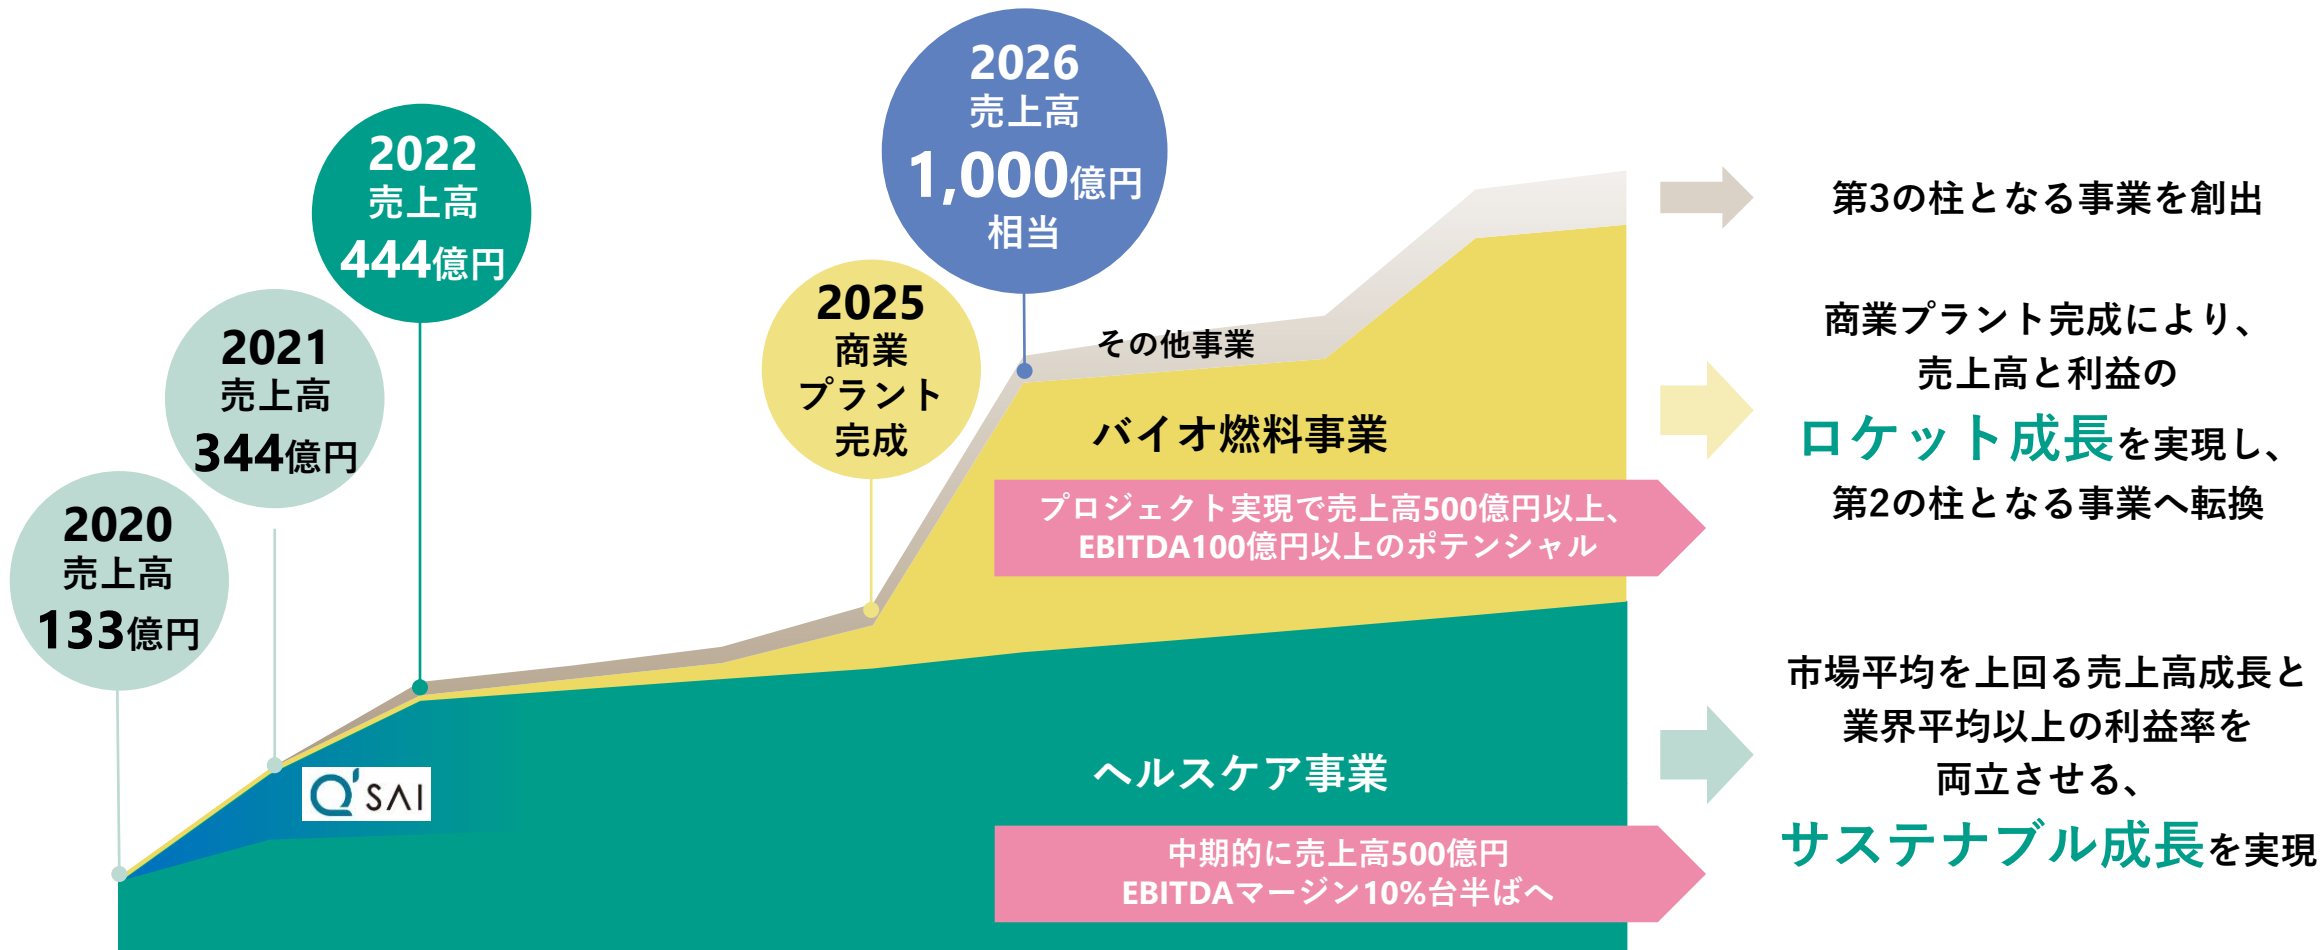 2020
売上高
133億円
2021
売上高
344億円
2022
売上高
444億円
2025
商業
プラント
完成
2026
売上高
1,000億円
相当
その他事業
バイオ燃料事業
プロジェクト実現で売上高500億円以上、
EBITDA100億円以上のポテンシャル
Q'SAI
ヘルスケア事業
中期的に売上高500億円
EBITDAマージン10%台半ばへ
第3の柱となる事業を創出
商業プラント完成により、
売上高と利益の
ロケット成長を実現し、
第2の柱となる事業へ転換
市場平均を上回る売上高成長と
業界平均以上の利益率を
両立させる、
サステナブル成長を実現